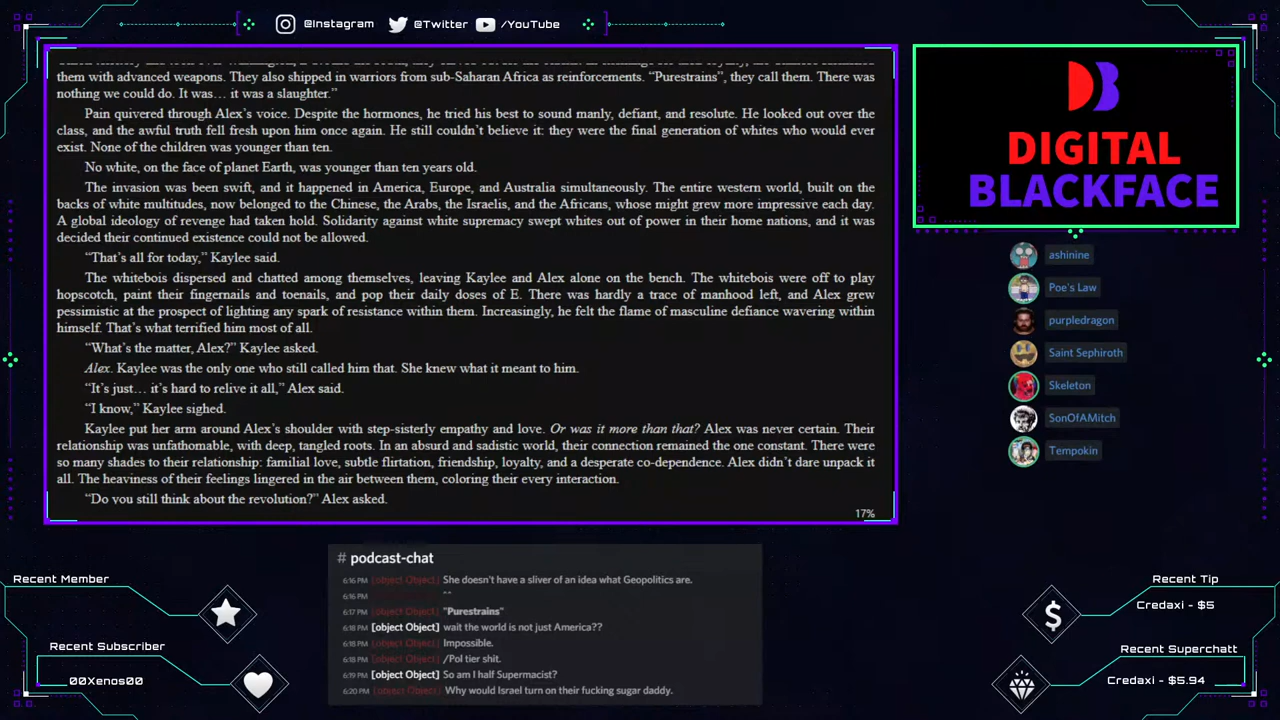 @Instagram @Twitter /YouTube
them with advanced weapons. They also shipped in warriors from sub-Saharan Africa as reinforcements. “Purestrains”, they call them. There was
nothing we could do. It was… it was a slaughter.”
Pain quivered through Alex’s voice. Despite the hormones, he tried his best to sound manly, defiant, and resolute. He looked out over the
class, and the awful truth fell fresh upon him once again. He still couldn’t believe it: they were the final generation of whites who would ever
exist. None of the children was younger than ten.
No white, on the face of planet Earth, was younger than ten years old.
The invasion was been swift, and it happened in America, Europe, and Australia simultaneously. The entire western world, built on the
backs of white multitudes, now belonged to the Chinese, the Arabs, the Israelis, and the Africans, whose might grew more impressive each day.
A global ideology of revenge had taken hold. Solidarity against white supremacy swept whites out of power in their home nations, and it was
decided their continued existence could not be allowed.
“That’s all for today,” Kaylee said.
The whitebois dispersed and chatted among themselves, leaving Kaylee and Alex alone on the bench. The whitebois were off to play
hopscotch, paint their fingernails and toenails, and pop their daily doses of E. There was hardly a trace of manhood left, and Alex grew
pessimistic at the prospect of lighting any spark of resistance within them. Increasingly, he felt the flame of masculine defiance wavering within
himself. That’s what terrified him most of all.
“What’s the matter, Alex?” Kaylee asked.
Alex. Kaylee was the only one who still called him that. She knew what it meant to him.
“It’s just… it’s hard to relive it all,” Alex said.
“I know,” Kaylee sighed.
Kaylee put her arm around Alex’s shoulder with step-sisterly empathy and love. Or was it more than that? Alex was never certain. Their
relationship was unfathomable, with deep, tangled roots. In an absurd and sadistic world, their connection remained the one constant. There were
so many shades to their relationship: familial love, subtle flirtation, friendship, loyalty, and a desperate co-dependence. Alex didn’t dare unpack it
all. The heaviness of their feelings lingered in the air between them, coloring their every interaction.
“Do you still think about the revolution?” Alex asked.
17%
DB
DIGITAL
BLACKFACE
ashinine
Poe's Law
purpledragon
Saint Sephiroth
Skeleton
SonOfAMitch
Tempokin
# podcast-chat
6:16 PM [object Object] She doesn't have a sliver of an idea what Geopolitics are.
6:16 PM [object Object] ""
6:17 PM [object Object] "Purestrains"
6:18 PM [object Object] wait the world is not just America??
6:18 PM [object Object] Impossible.
6:18 PM [object Object] /Pol tier shit.
6:19 PM [object Object] So am I half Supermacist?
6:20 PM [object Object] Why would Israel turn on their fucking sugar daddy.
Recent Member
Recent Subscriber
00Xenos00
Recent Tip
Credaxi - $5
Recent Superchatt
Credaxi - $5.94